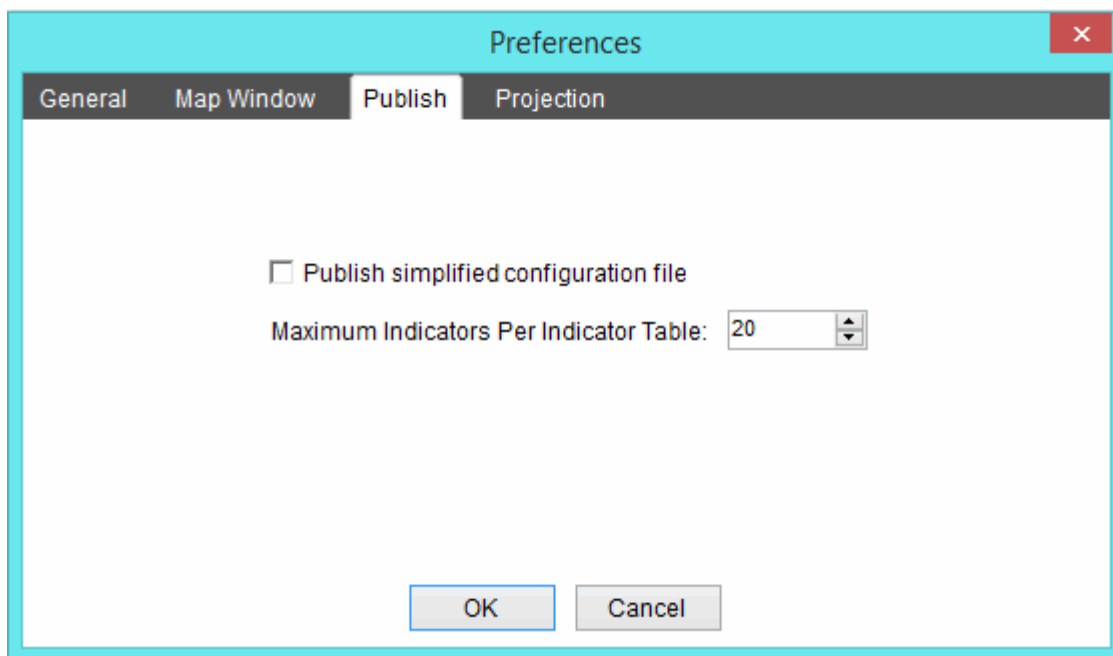 Preferences
General Map Window Publish Projection
Publish simplified configuration file
Maximum Indicators Per Indicator Table: 20
OK Cancel